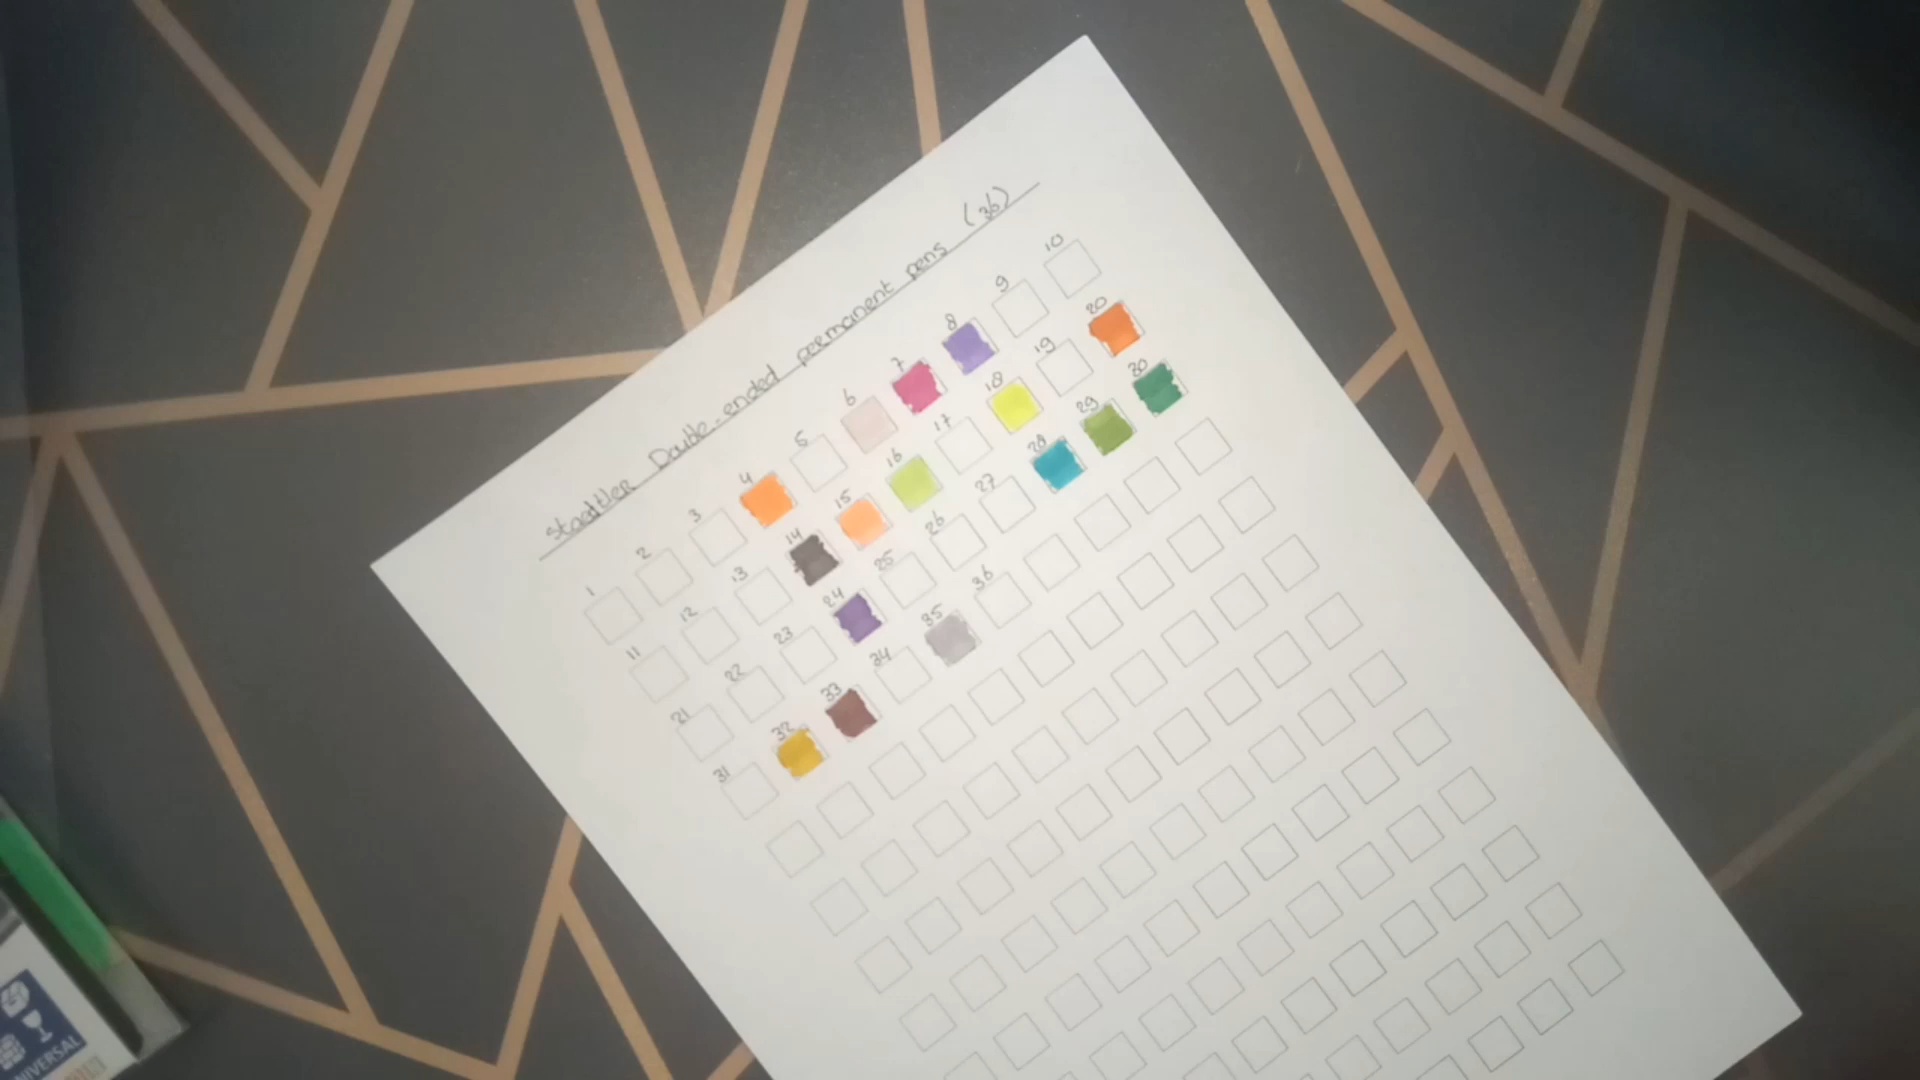 Staedtler Double-ended permanent pens (36)
1 2 3 4 5 6 7 8 9 10
11 12 13 14 15 16 17 18 19 20
21 22 23 24 25 26 27 28 29 30
31 32 33 34 35 36